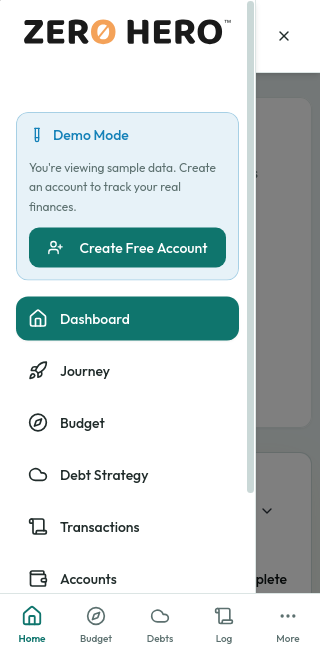 ZERO HERO™
Demo Mode
You're viewing sample data. Create
an account to track your real
finances.
Create Free Account
Dashboard
Journey
Budget
Debt Strategy
Transactions
Accounts
Home
Budget
Debts
Log
More